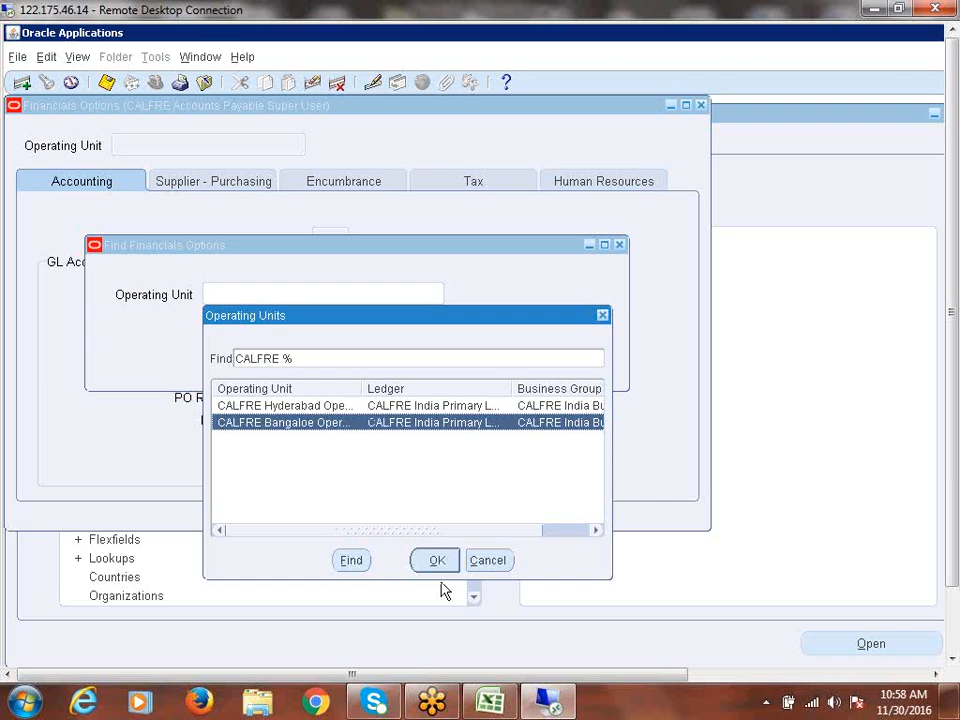 122.175.46.14 - Remote Desktop Connection
Oracle Applications
File Edit View Folder Tools Window Help
Financials Options (CALFRE Accounts Payable Super User)
Operating Unit
Accounting Supplier - Purchasing Encumbrance Tax Human Resources
Find Financials Options
GL Acc
Operating Unit
Operating Units
Find CALFRE %
Operating Unit Ledger Business Group
PO R
CALFRE Hyderabad Ope... CALFRE India Primary L... CALFRE India Bu
CALFRE Bangaloe Oper... CALFRE India Primary L... CALFRE India Bu
+ Flexfields
+ Lookups
Find OK Cancel
Countries
Organizations
Open
10:58 AM
11/30/2016